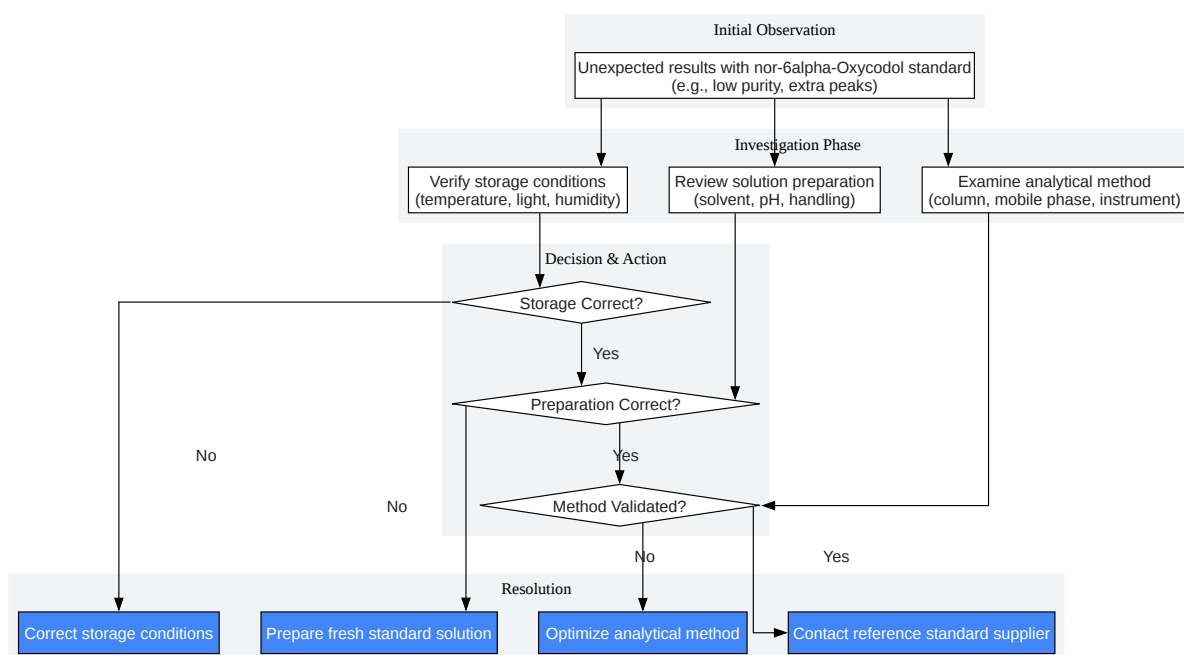 Initial Observation
Unexpected results with nor-6alpha-Oxycodol standard
(e.g., low purity, extra peaks)
Investigation Phase
Verify storage conditions
(temperature, light, humidity)
Review solution preparation
(solvent, pH, handling)
Examine analytical method
(column, mobile phase, instrument)
Decision & Action
Storage Correct?
Yes
Preparation Correct?
No
Yes
No
Method Validated?
No
Yes
Resolution
Correct storage conditions
Prepare fresh standard solution
Optimize analytical method
Contact reference standard supplier